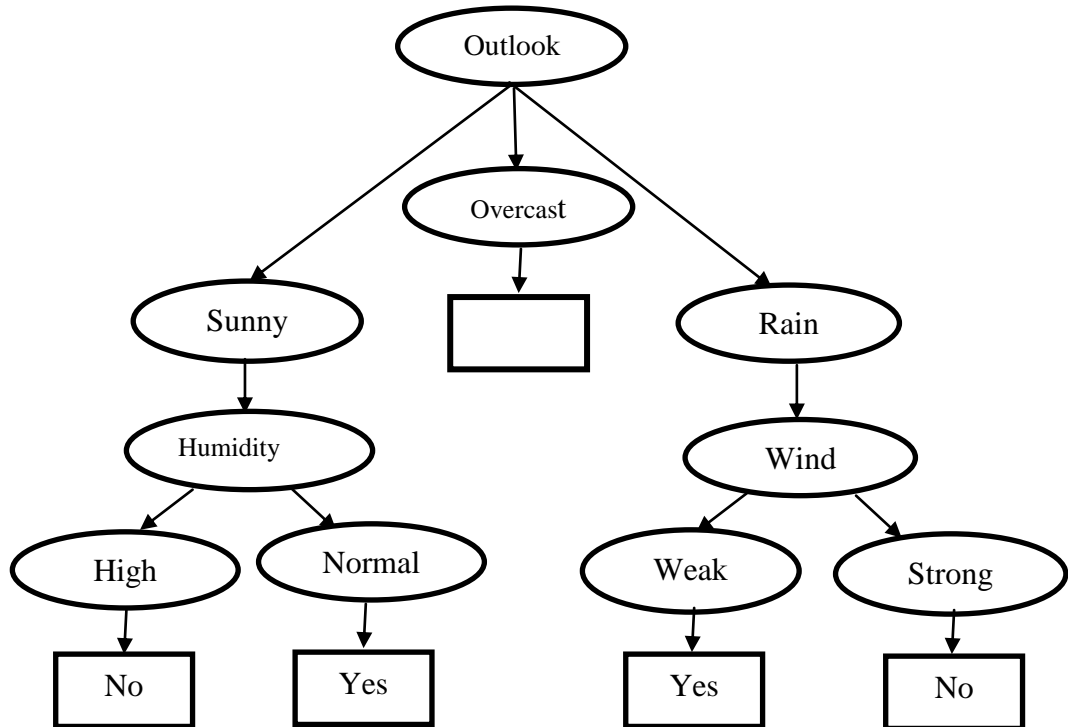 Outlook
Overcast
Sunny
Rain
Humidity
Wind
High
Normal
Weak
Strong
No
Yes
Yes
No